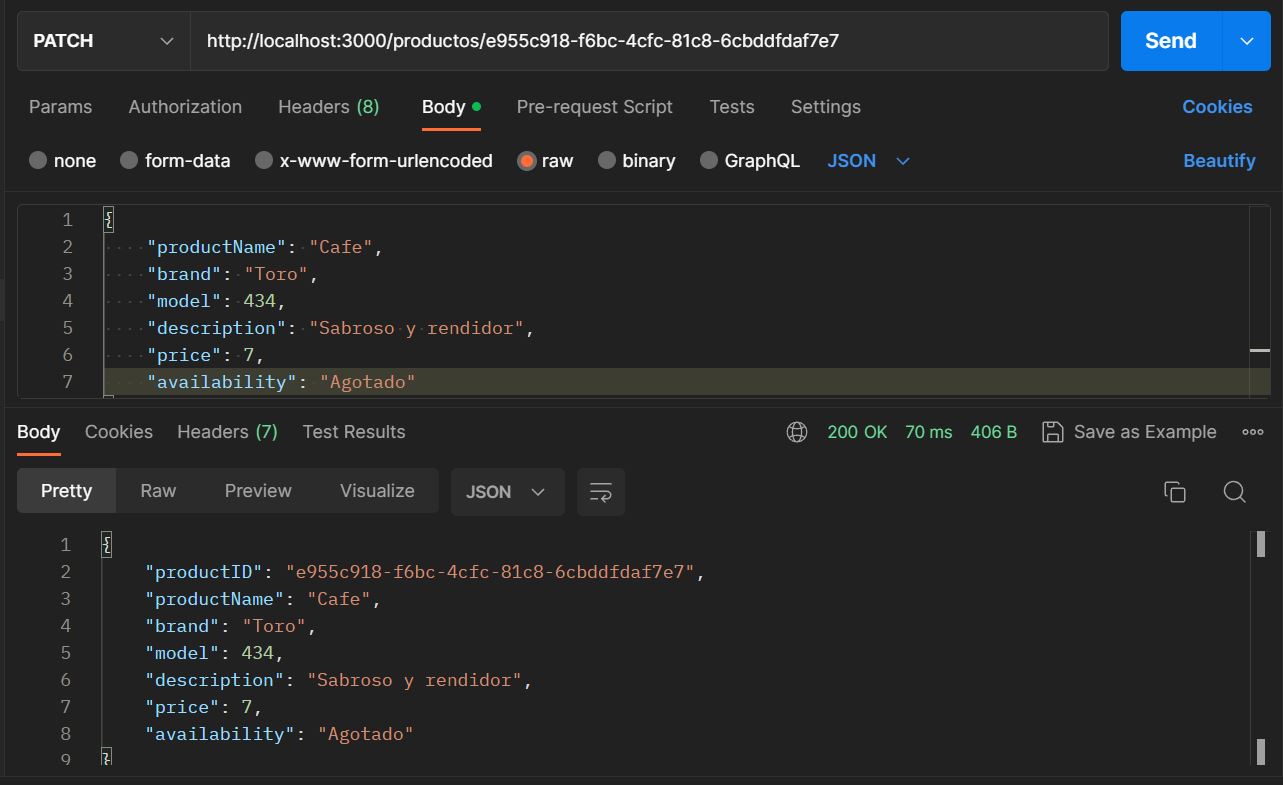 PATCH http://localhost:3000/productos/e955c918-f6bc-4cfc-81c8-6cbddfdaf7e7 Send
Params Authorization Headers (8) Body Pre-request Script Tests Settings Cookies
none form-data x-www-form-urlencoded raw binary GraphQL JSON Beautify
1 {
2 "productName": "Cafe",
3 "brand": "Toro",
4 "model": 434,
5 "description": "Sabroso y rendidor",
6 "price": 7,
7 "availability": "Agotado"
Body Cookies Headers (7) Test Results 200 OK 70 ms 406 B Save as Example
Pretty Raw Preview Visualize JSON
1 {
2 "productID": "e955c918-f6bc-4cfc-81c8-6cbddfdaf7e7",
3 "productName": "Cafe",
4 "brand": "Toro",
5 "model": 434,
6 "description": "Sabroso y rendidor",
7 "price": 7,
8 "availability": "Agotado"
9 }